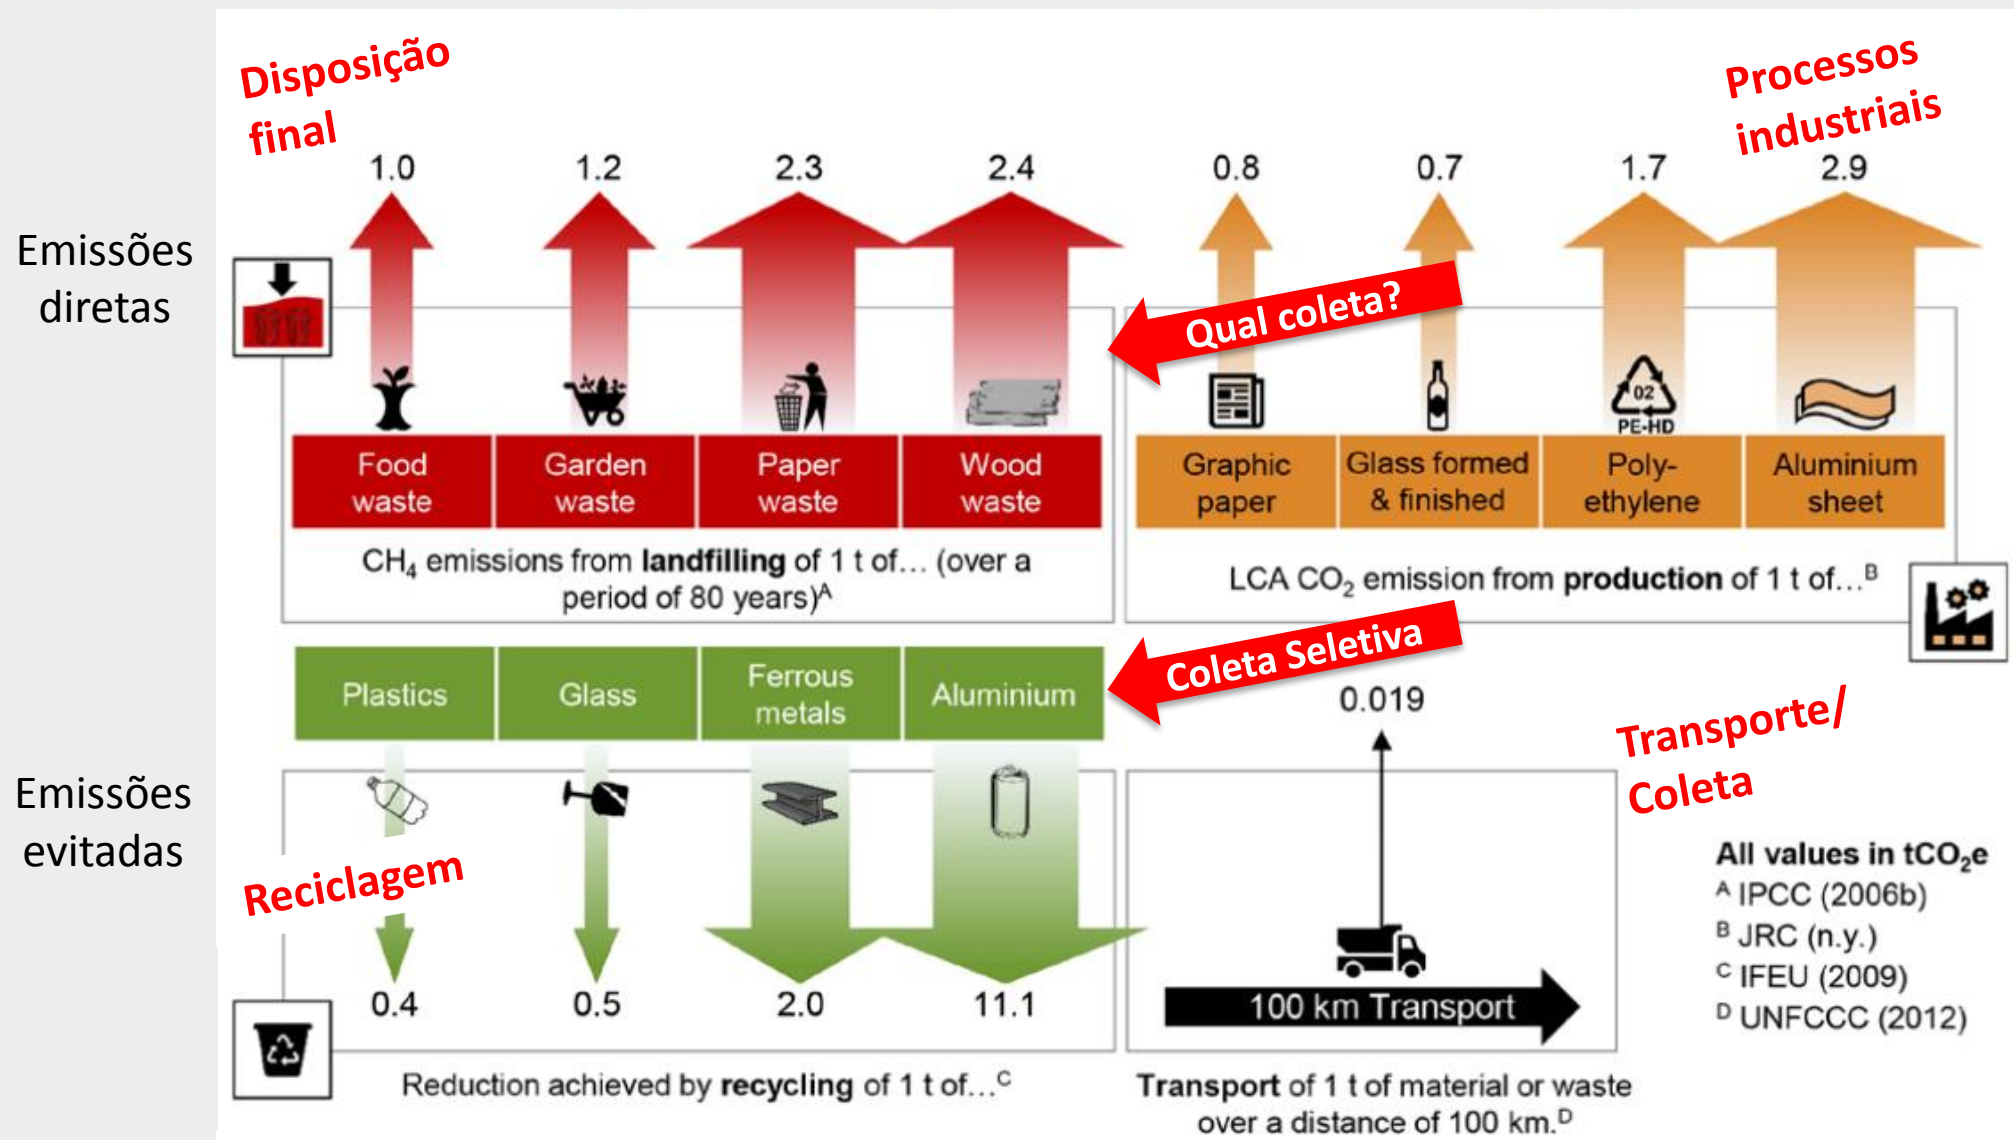 Disposição
final
Processos
industriais
1.0
1.2
2.3
2.4
0.8
0.7
1.7
2.9
Emissões
diretas
Qual coleta?
02
PE-HD
Food
waste
Garden
waste
Paper
waste
Wood
waste
Graphic
paper
Glass formed
& finished
Poly-
ethylene
Aluminium
sheet
CH₄ emissions from landfilling of 1 t of... (over a
period of 80 years)ᴬ
LCA CO₂ emission from production of 1 t of...ᴮ
Coleta Seletiva
Plastics
Glass
Ferrous
metals
Aluminium
0.019
Transporte/
Coleta
Emissões
evitadas
Reciclagem
0.4
0.5
2.0
11.1
100 km Transport
All values in tCO₂e
ᴬ IPCC (2006b)
ᴮ JRC (n.y.)
ᶜ IFEU (2009)
ᴰ UNFCCC (2012)
Reduction achieved by recycling of 1 t of...ᶜ
Transport of 1 t of material or waste
over a distance of 100 km.ᴰ